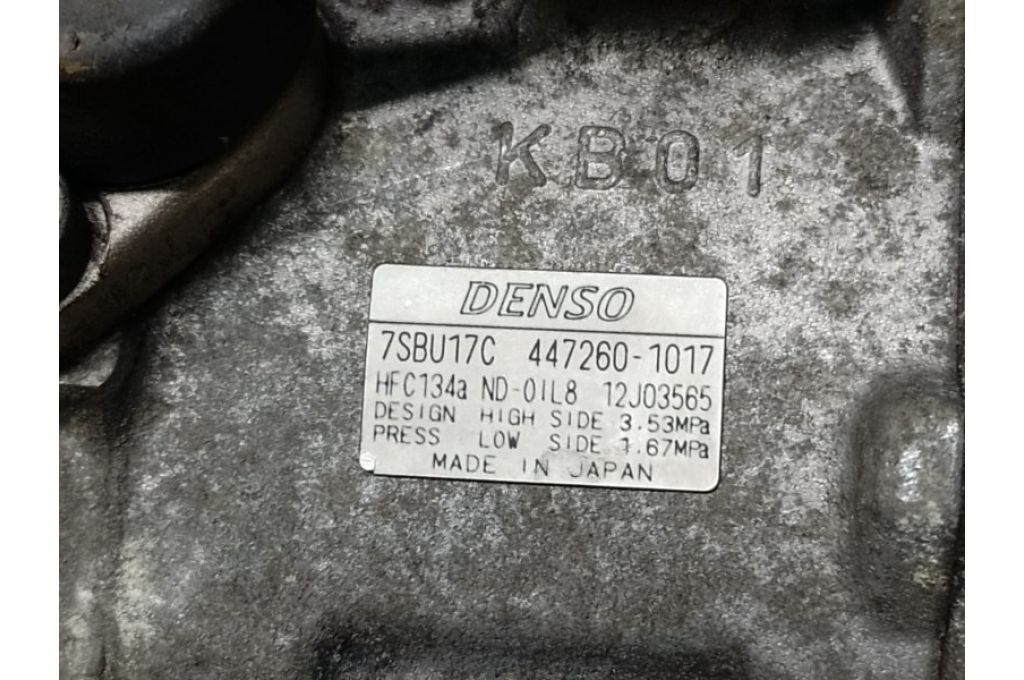 KB01
DENSO
7SBU17C 447260-1017
HFC134a ND-OIL8 12J03565
DESIGN HIGH SIDE 3.53MPa
PRESS LOW SIDE 1.67MPa
MADE IN JAPAN